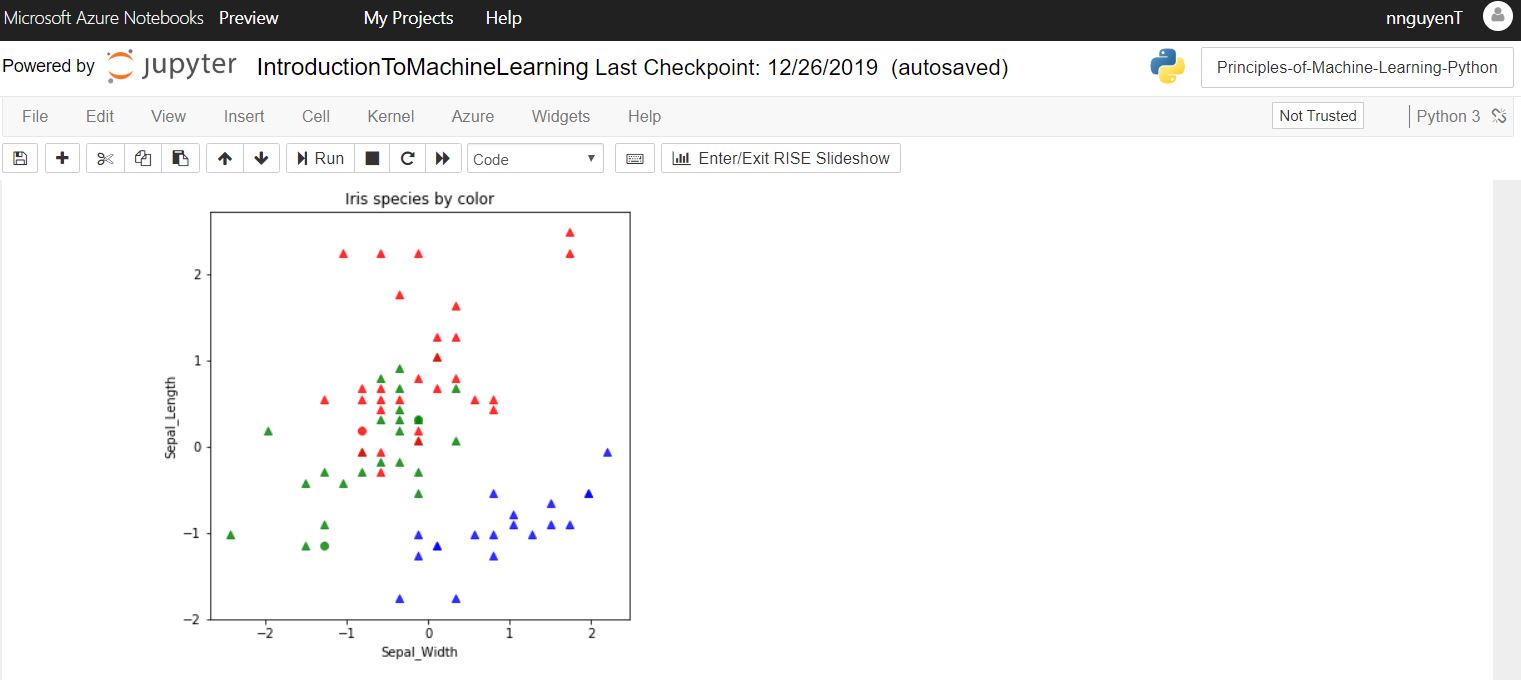 Microsoft Azure Notebooks Preview My Projects Help nnguyenT
Powered by jupyter IntroductionToMachineLearning Last Checkpoint: 12/26/2019 (autosaved) Principles-of-Machine-Learning-Python
File Edit View Insert Cell Kernel Azure Widgets Help Not Trusted Python 3
Run Code Enter/Exit RISE Slideshow
Iris species by color
2
1
0
−1
−2
Sepal_Length
−2 −1 0 1 2
Sepal_Width